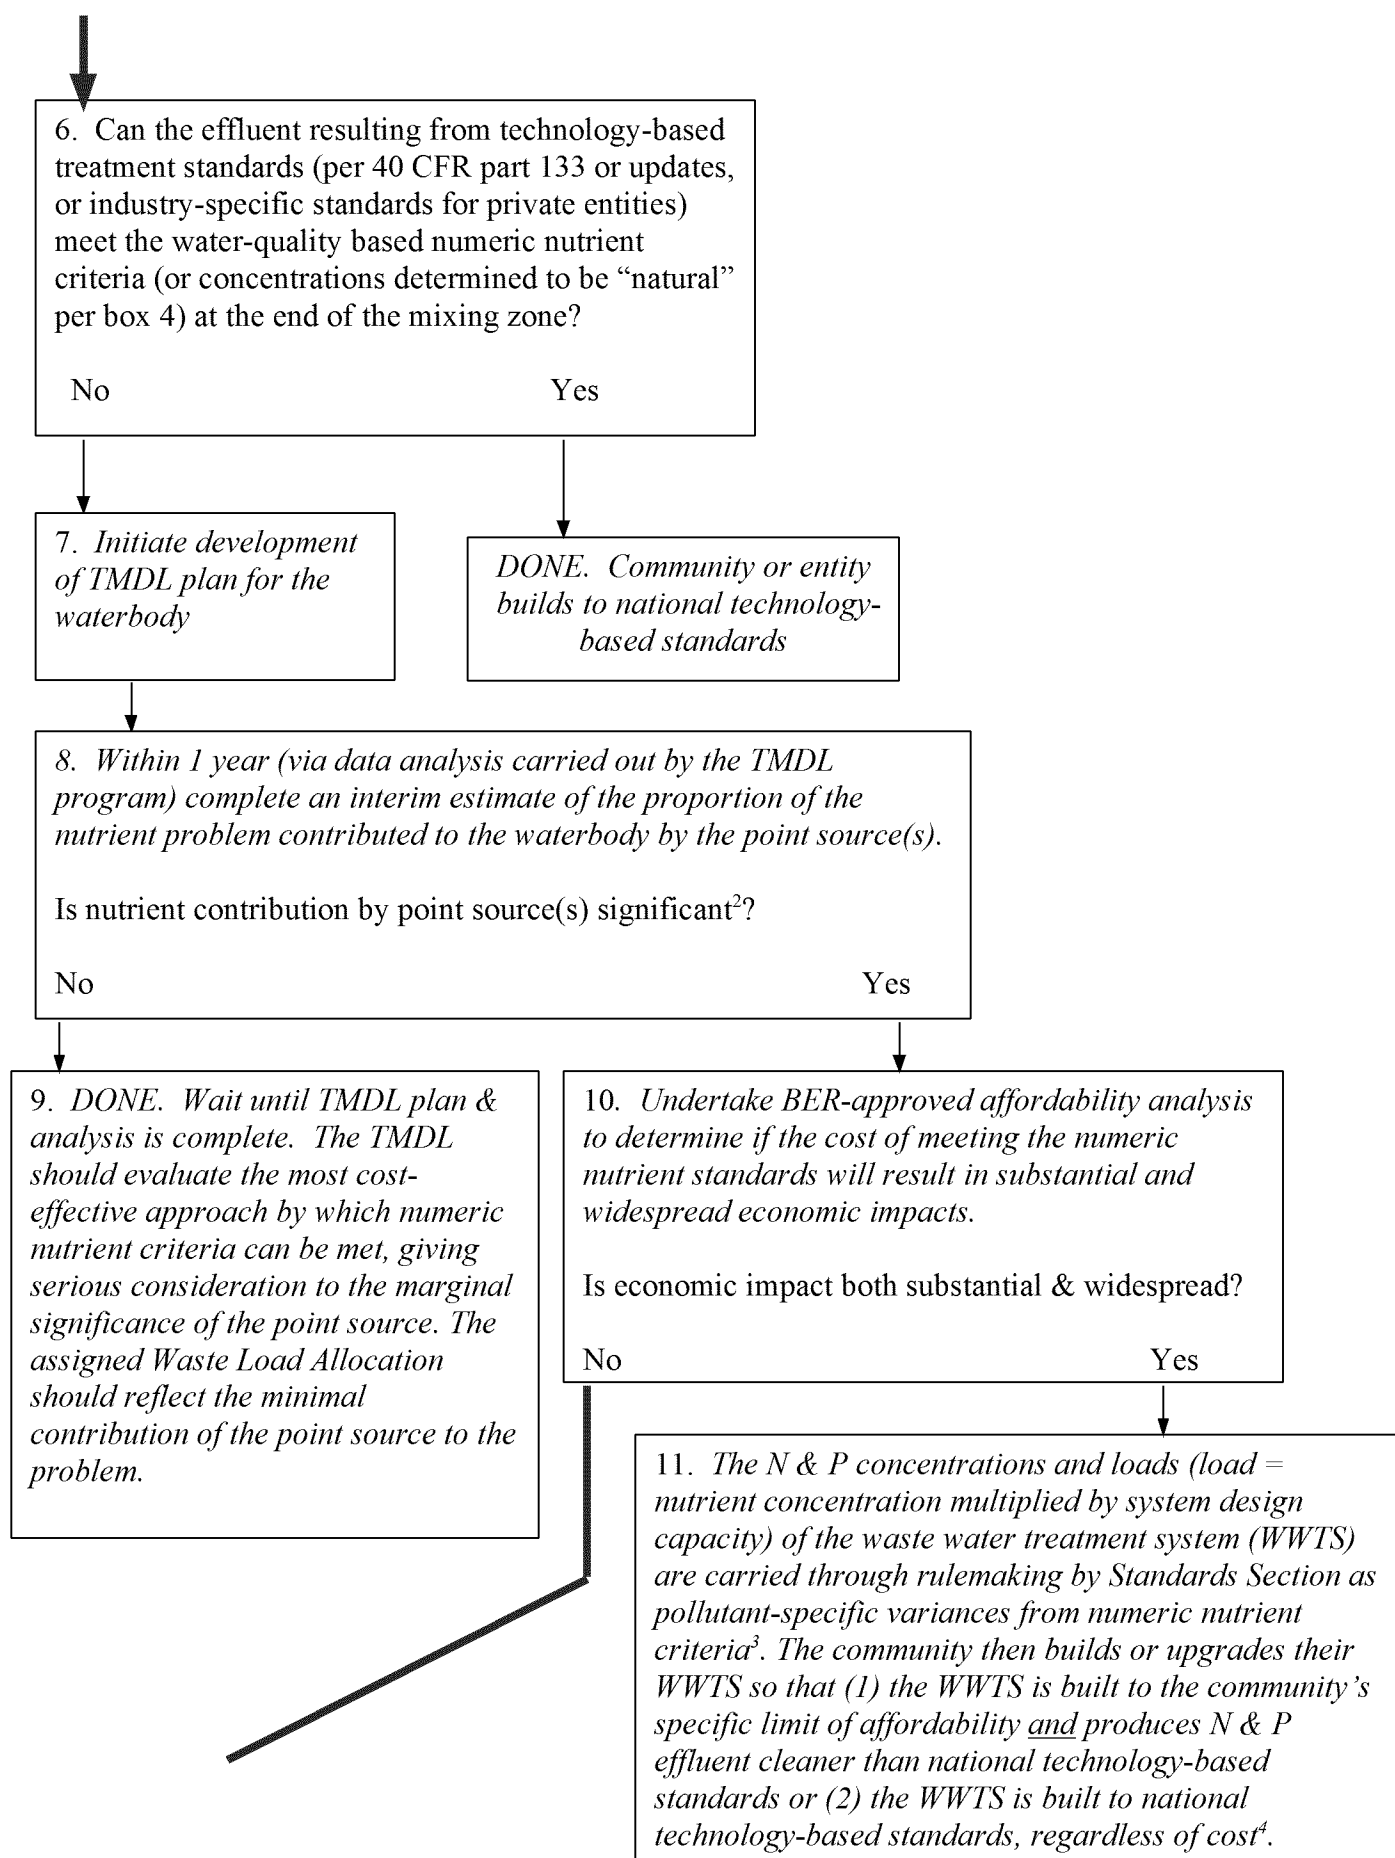 6. Can the effluent resulting from technology-based
treatment standards (per 40 CFR part 133 or updates,
or industry-specific standards for private entities)
meet the water-quality based numeric nutrient
criteria (or concentrations determined to be “natural”
per box 4) at the end of the mixing zone?
No Yes
7. Initiate development
of TMDL plan for the
waterbody
DONE. Community or entity
builds to national technology-
based standards
8. Within 1 year (via data analysis carried out by the TMDL
program) complete an interim estimate of the proportion of the
nutrient problem contributed to the waterbody by the point source(s).
Is nutrient contribution by point source(s) significant²?
No Yes
9. DONE. Wait until TMDL plan &
analysis is complete. The TMDL
should evaluate the most cost-
effective approach by which numeric
nutrient criteria can be met, giving
serious consideration to the marginal
significance of the point source. The
assigned Waste Load Allocation
should reflect the minimal
contribution of the point source to the
problem.
10. Undertake BER-approved affordability analysis
to determine if the cost of meeting the numeric
nutrient standards will result in substantial and
widespread economic impacts.
Is economic impact both substantial & widespread?
No Yes
11. The N & P concentrations and loads (load =
nutrient concentration multiplied by system design
capacity) of the waste water treatment system (WWTS)
are carried through rulemaking by Standards Section as
pollutant-specific variances from numeric nutrient
criteria³. The community then builds or upgrades their
WWTS so that (1) the WWTS is built to the community’s
specific limit of affordability and produces N & P
effluent cleaner than national technology-based
standards or (2) the WWTS is built to national
technology-based standards, regardless of cost⁴.